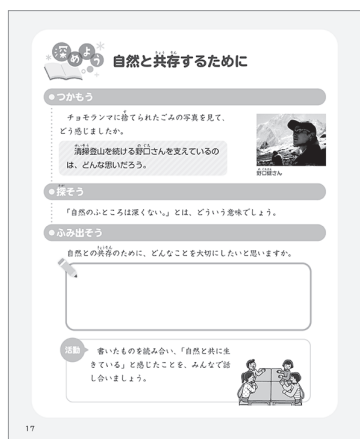 深めよう
自然と共存するために
つかもう
チョモランマに捨てられたごみの写真を見て、
どう感じましたか。
清掃登山を続ける野口さんを支えているの
は、どんな思いだろう。
野口健さん
探そう
「自然のふところは深くない。」とは、どういう意味でしょう。
ふみ出そう
自然との共存のために、どんなことを大切にしたいと思いますか。
活動
書いたものを読み合い、「自然と共に生
きている」と感じたことを、みんなで話
し合いましょう。
17